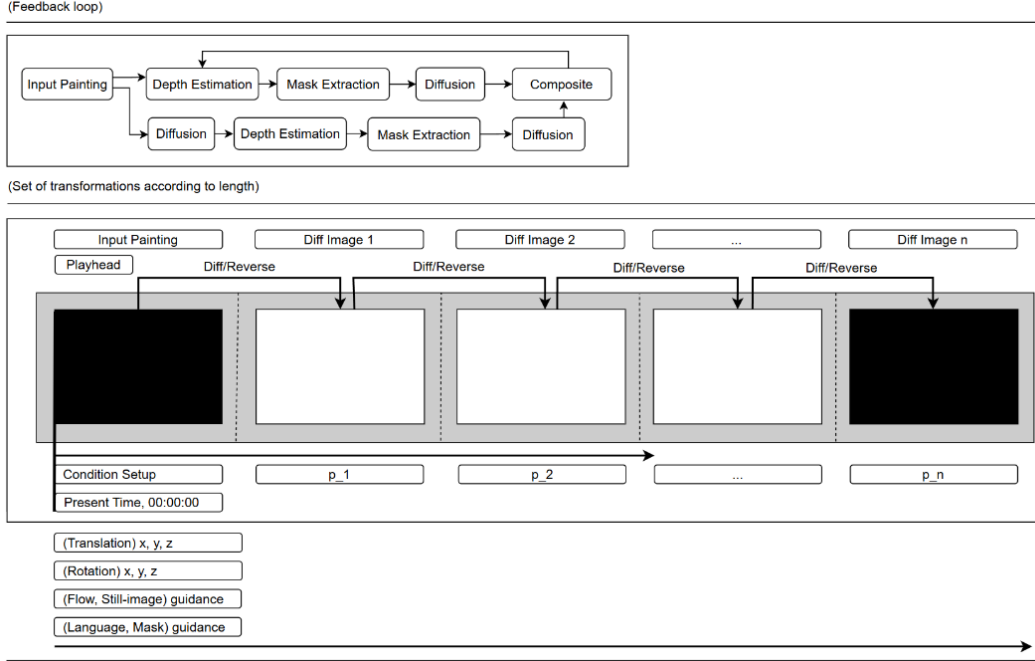 (Feedback loop)
Input Painting
Depth Estimation
Mask Extraction
Diffusion
Composite
Diffusion
Depth Estimation
Mask Extraction
Diffusion
(Set of transformations according to length)
Input Painting
Diff Image 1
Diff Image 2
...
Diff Image n
Playhead
Diff/Reverse
Diff/Reverse
Diff/Reverse
Diff/Reverse
Condition Setup
p_1
p_2
...
p_n
Present Time, 00:00:00
(Translation) x, y, z
(Rotation) x, y, z
(Flow, Still-image) guidance
(Language, Mask) guidance